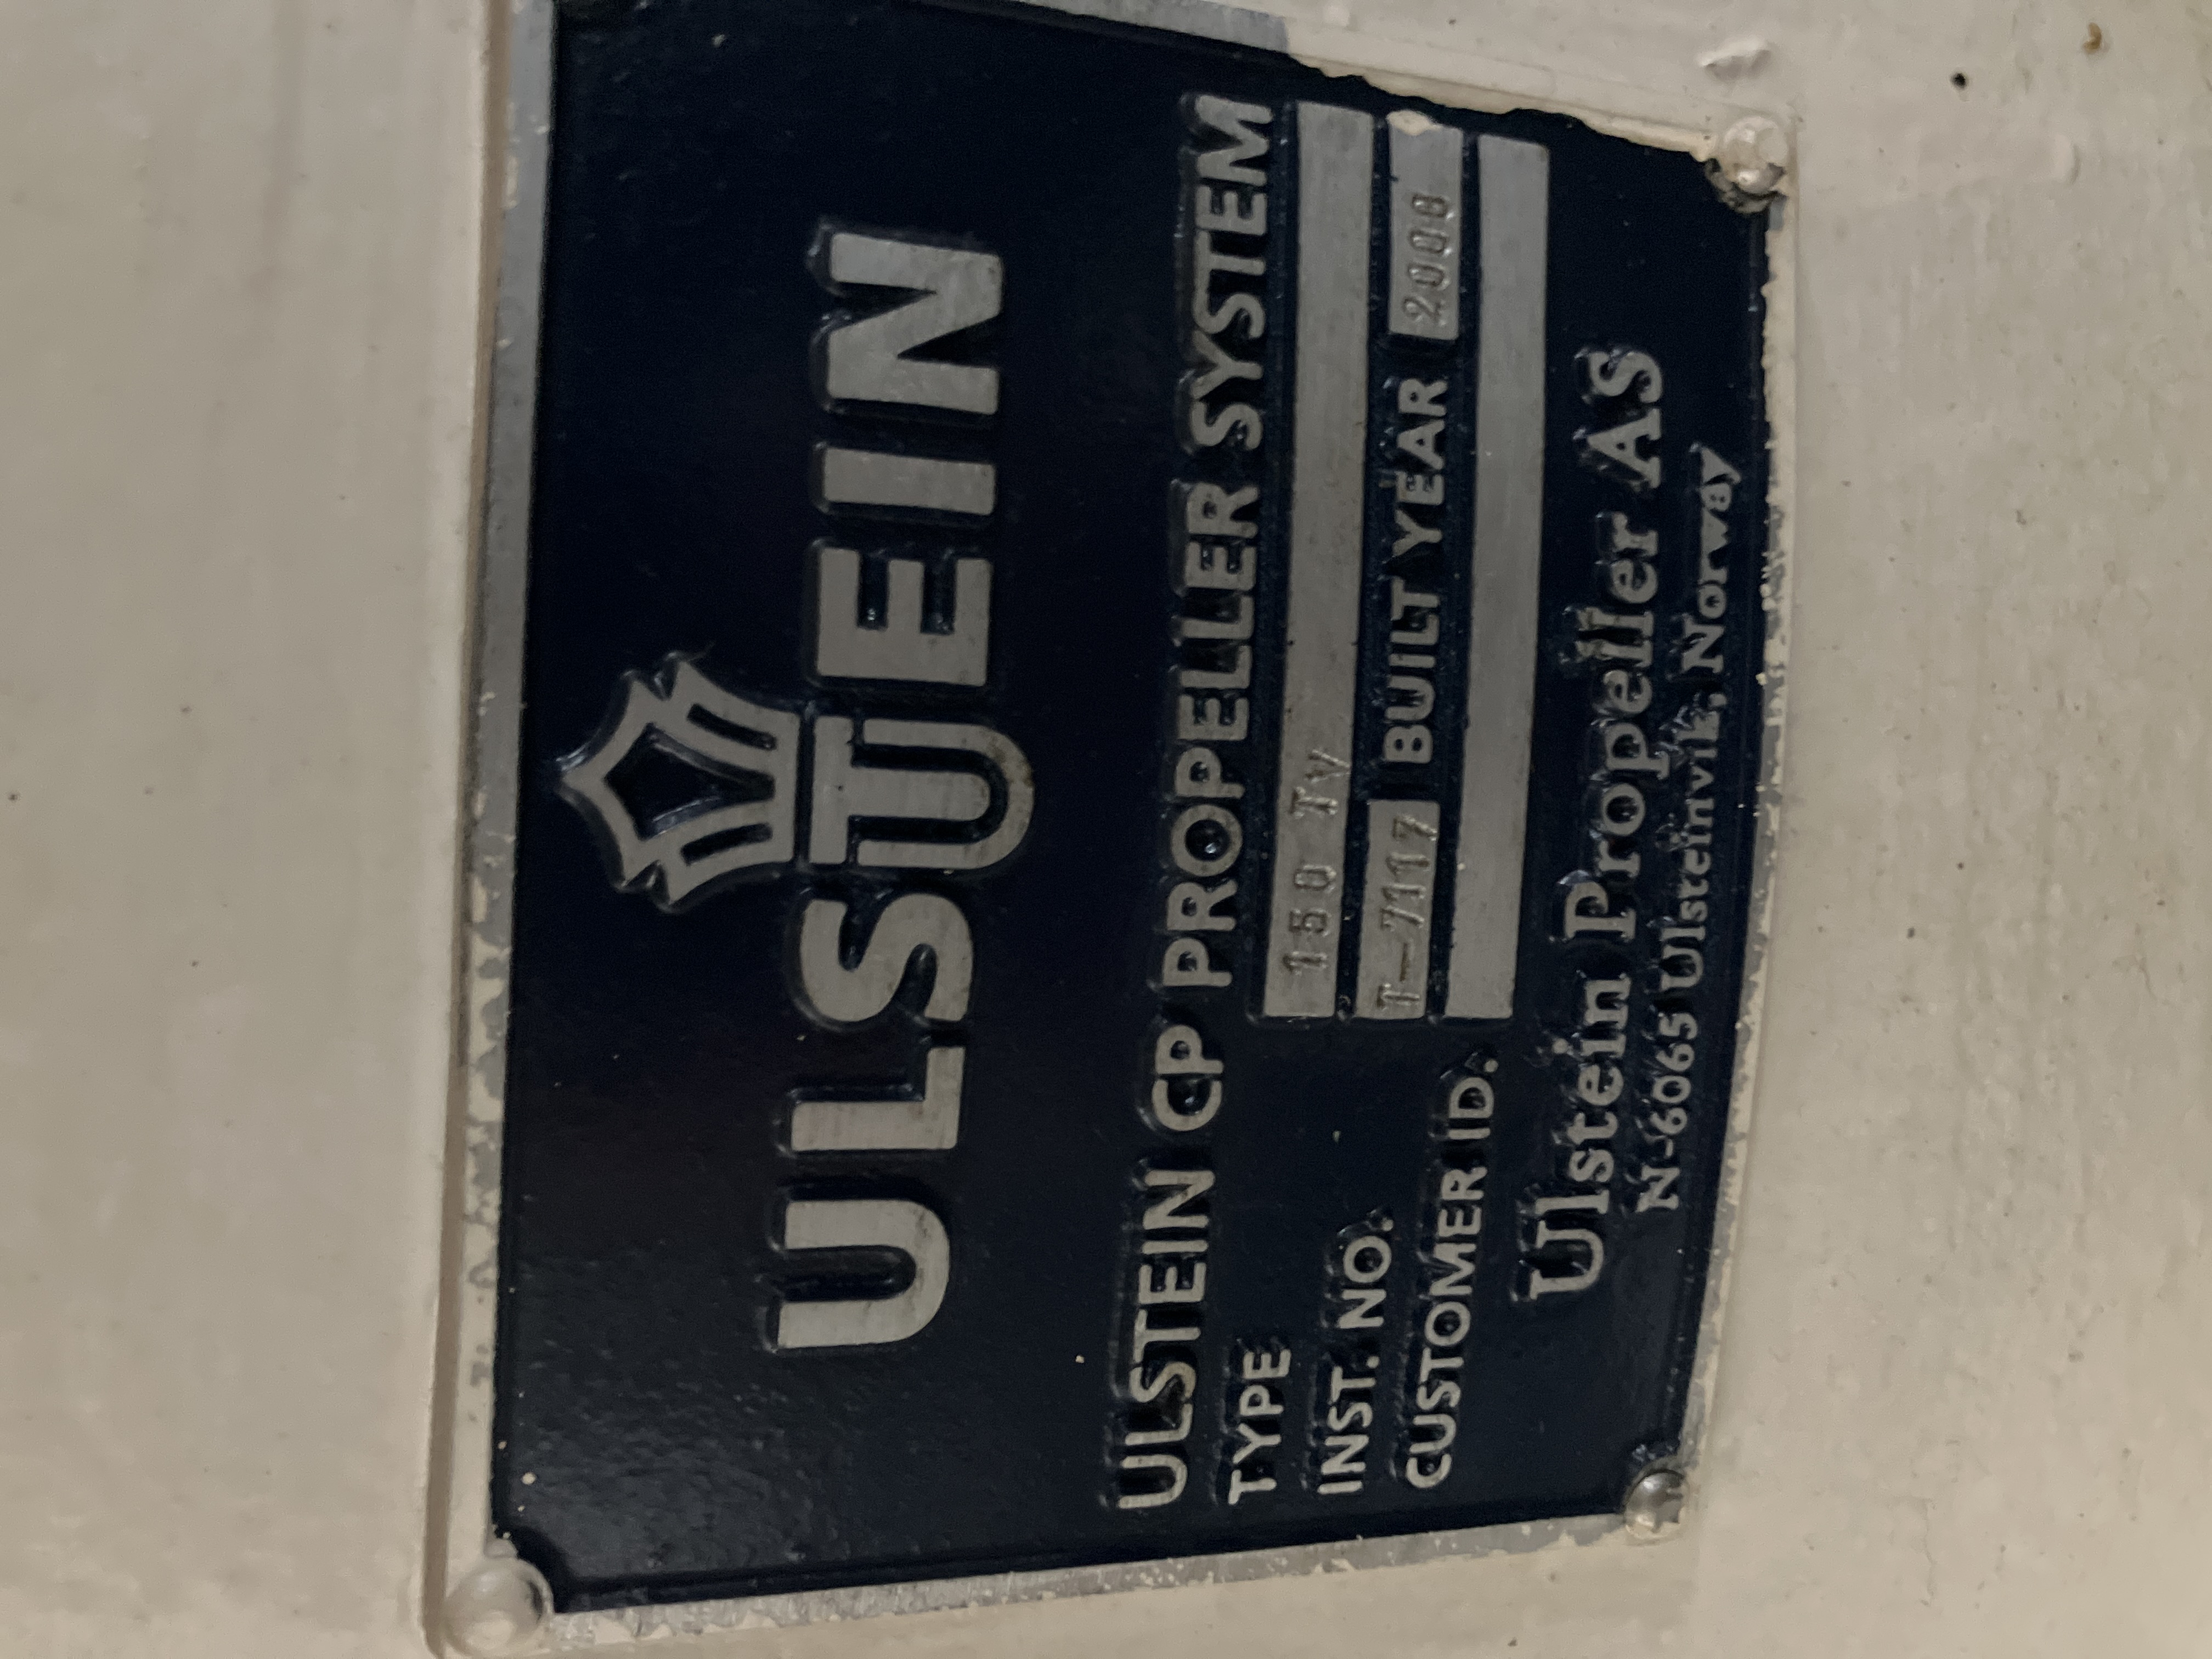 ULSTEIN
ULSTEIN CP PROPELLER SYSTEM
TYPE 150 TV
INST. NO. T-7117 BUILT YEAR 2008
CUSTOMER ID.
Ulstein Propeller AS
N-6065 Ulsteinvik, Norway